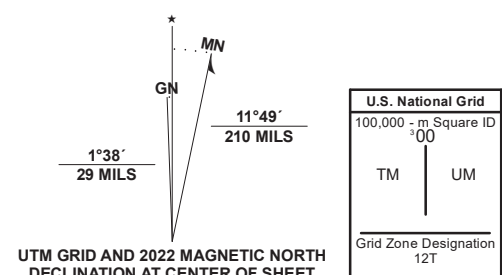 ★
MN
GN
11°49´
210 MILS
1°38´
29 MILS
UTM GRID AND 2022 MAGNETIC NORTH
DECLINATION AT CENTER OF SHEET
U.S. National Grid
100,000 - m Square ID
³00
TM UM
Grid Zone Designation
12T